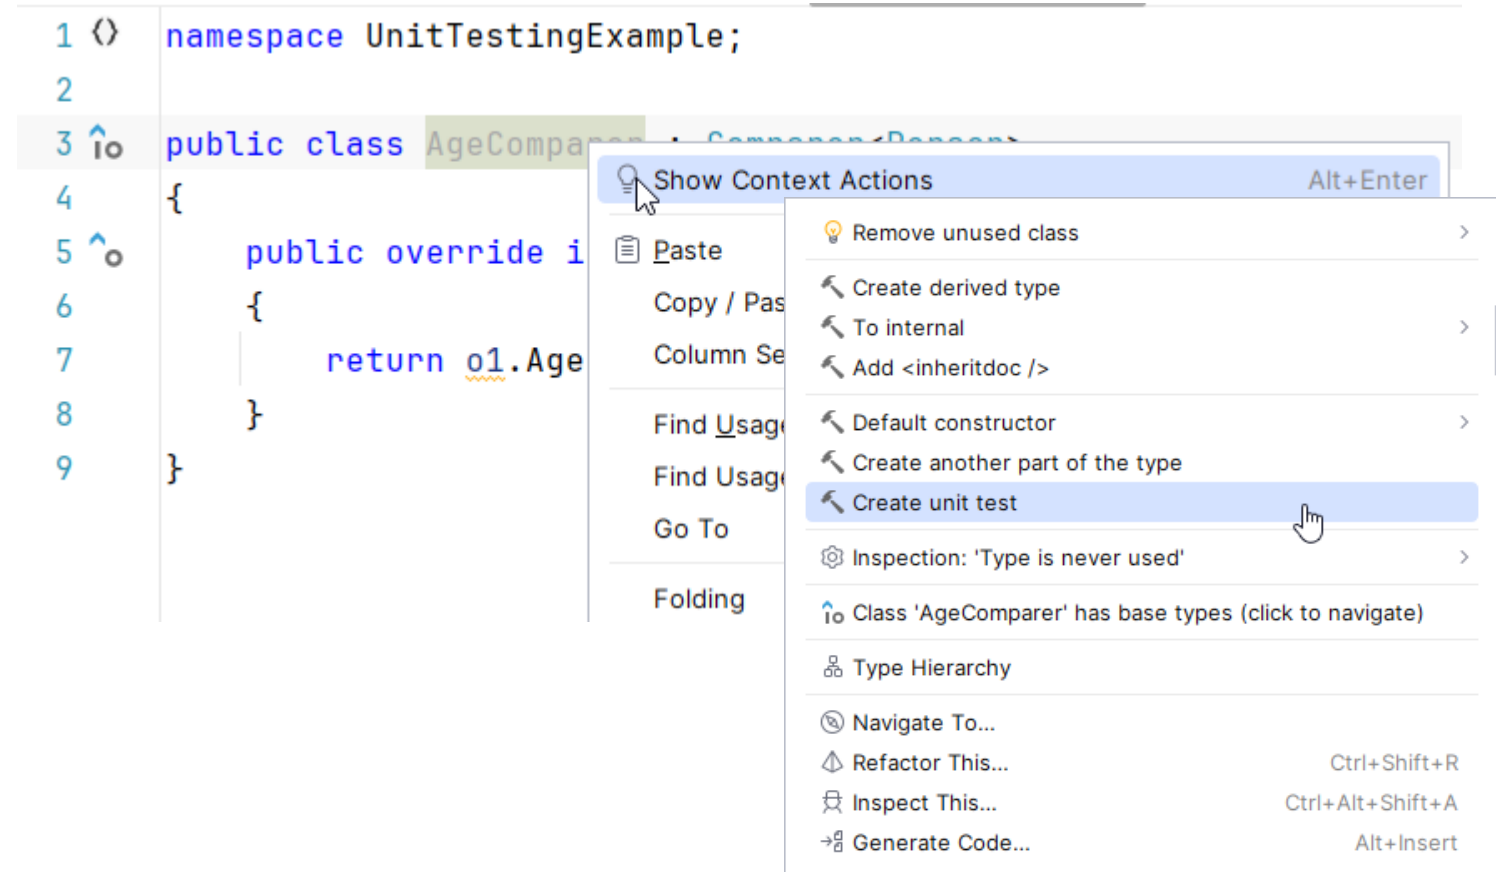 1 namespace UnitTestingExample;
2
3 public class AgeComparer : Comparer<Person>
4 {
5 public override i
6 {
7 return o1.Age
8 }
9 }
Show Context Actions Alt+Enter
Paste
Copy / Pas
Column Se
Find Usage
Find Usag
Go To
Folding
Remove unused class
Create derived type
To internal
Add <inheritdoc />
Default constructor
Create another part of the type
Create unit test
Inspection: 'Type is never used'
Class 'AgeComparer' has base types (click to navigate)
Type Hierarchy
Navigate To...
Refactor This... Ctrl+Shift+R
Inspect This... Ctrl+Alt+Shift+A
Generate Code... Alt+Insert